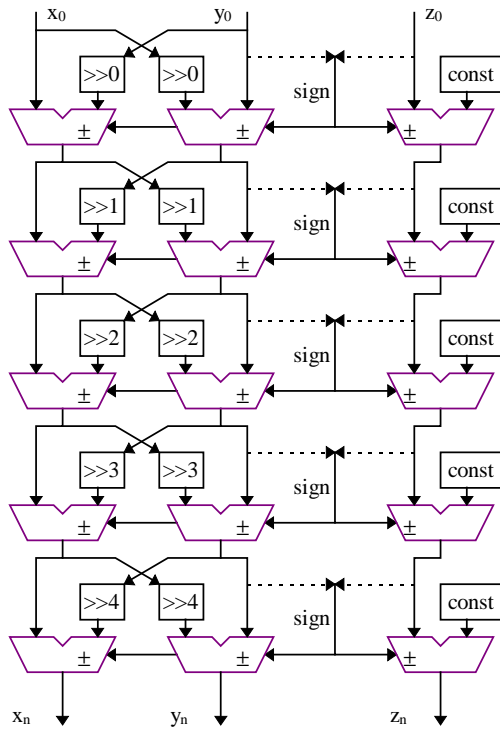 x₀ y₀ z₀
>>0 >>0 const
sign
± ± ±
>>1 >>1 const
sign
± ± ±
>>2 >>2 const
sign
± ± ±
>>3 >>3 const
sign
± ± ±
>>4 >>4 const
sign
± ± ±
xₙ yₙ zₙ